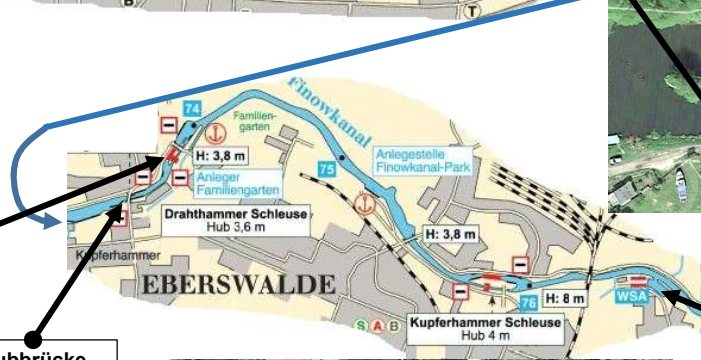 B
T
74
Familien-
garten
Finowkanal
H: 3,8 m
75
Anlegestelle
Finowkanal-Park
Anleger
Familiengarten
Drahthammer Schleuse
Hub 3,6 m
H: 3,8 m
Kupferhammer
EBERSWALDE
76
H: 8 m
WSA
S A B
Kupferhammer Schleuse
Hub 4 m
ubbrücke